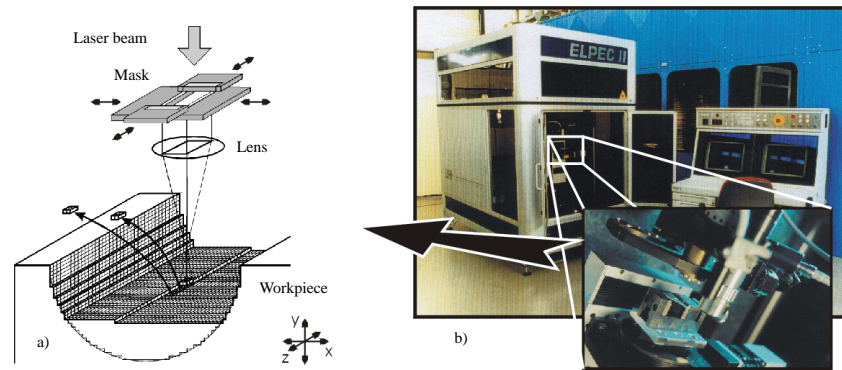 Laser beam
Mask
Lens
Workpiece
a)
y
x
z
ELPEC II
b)